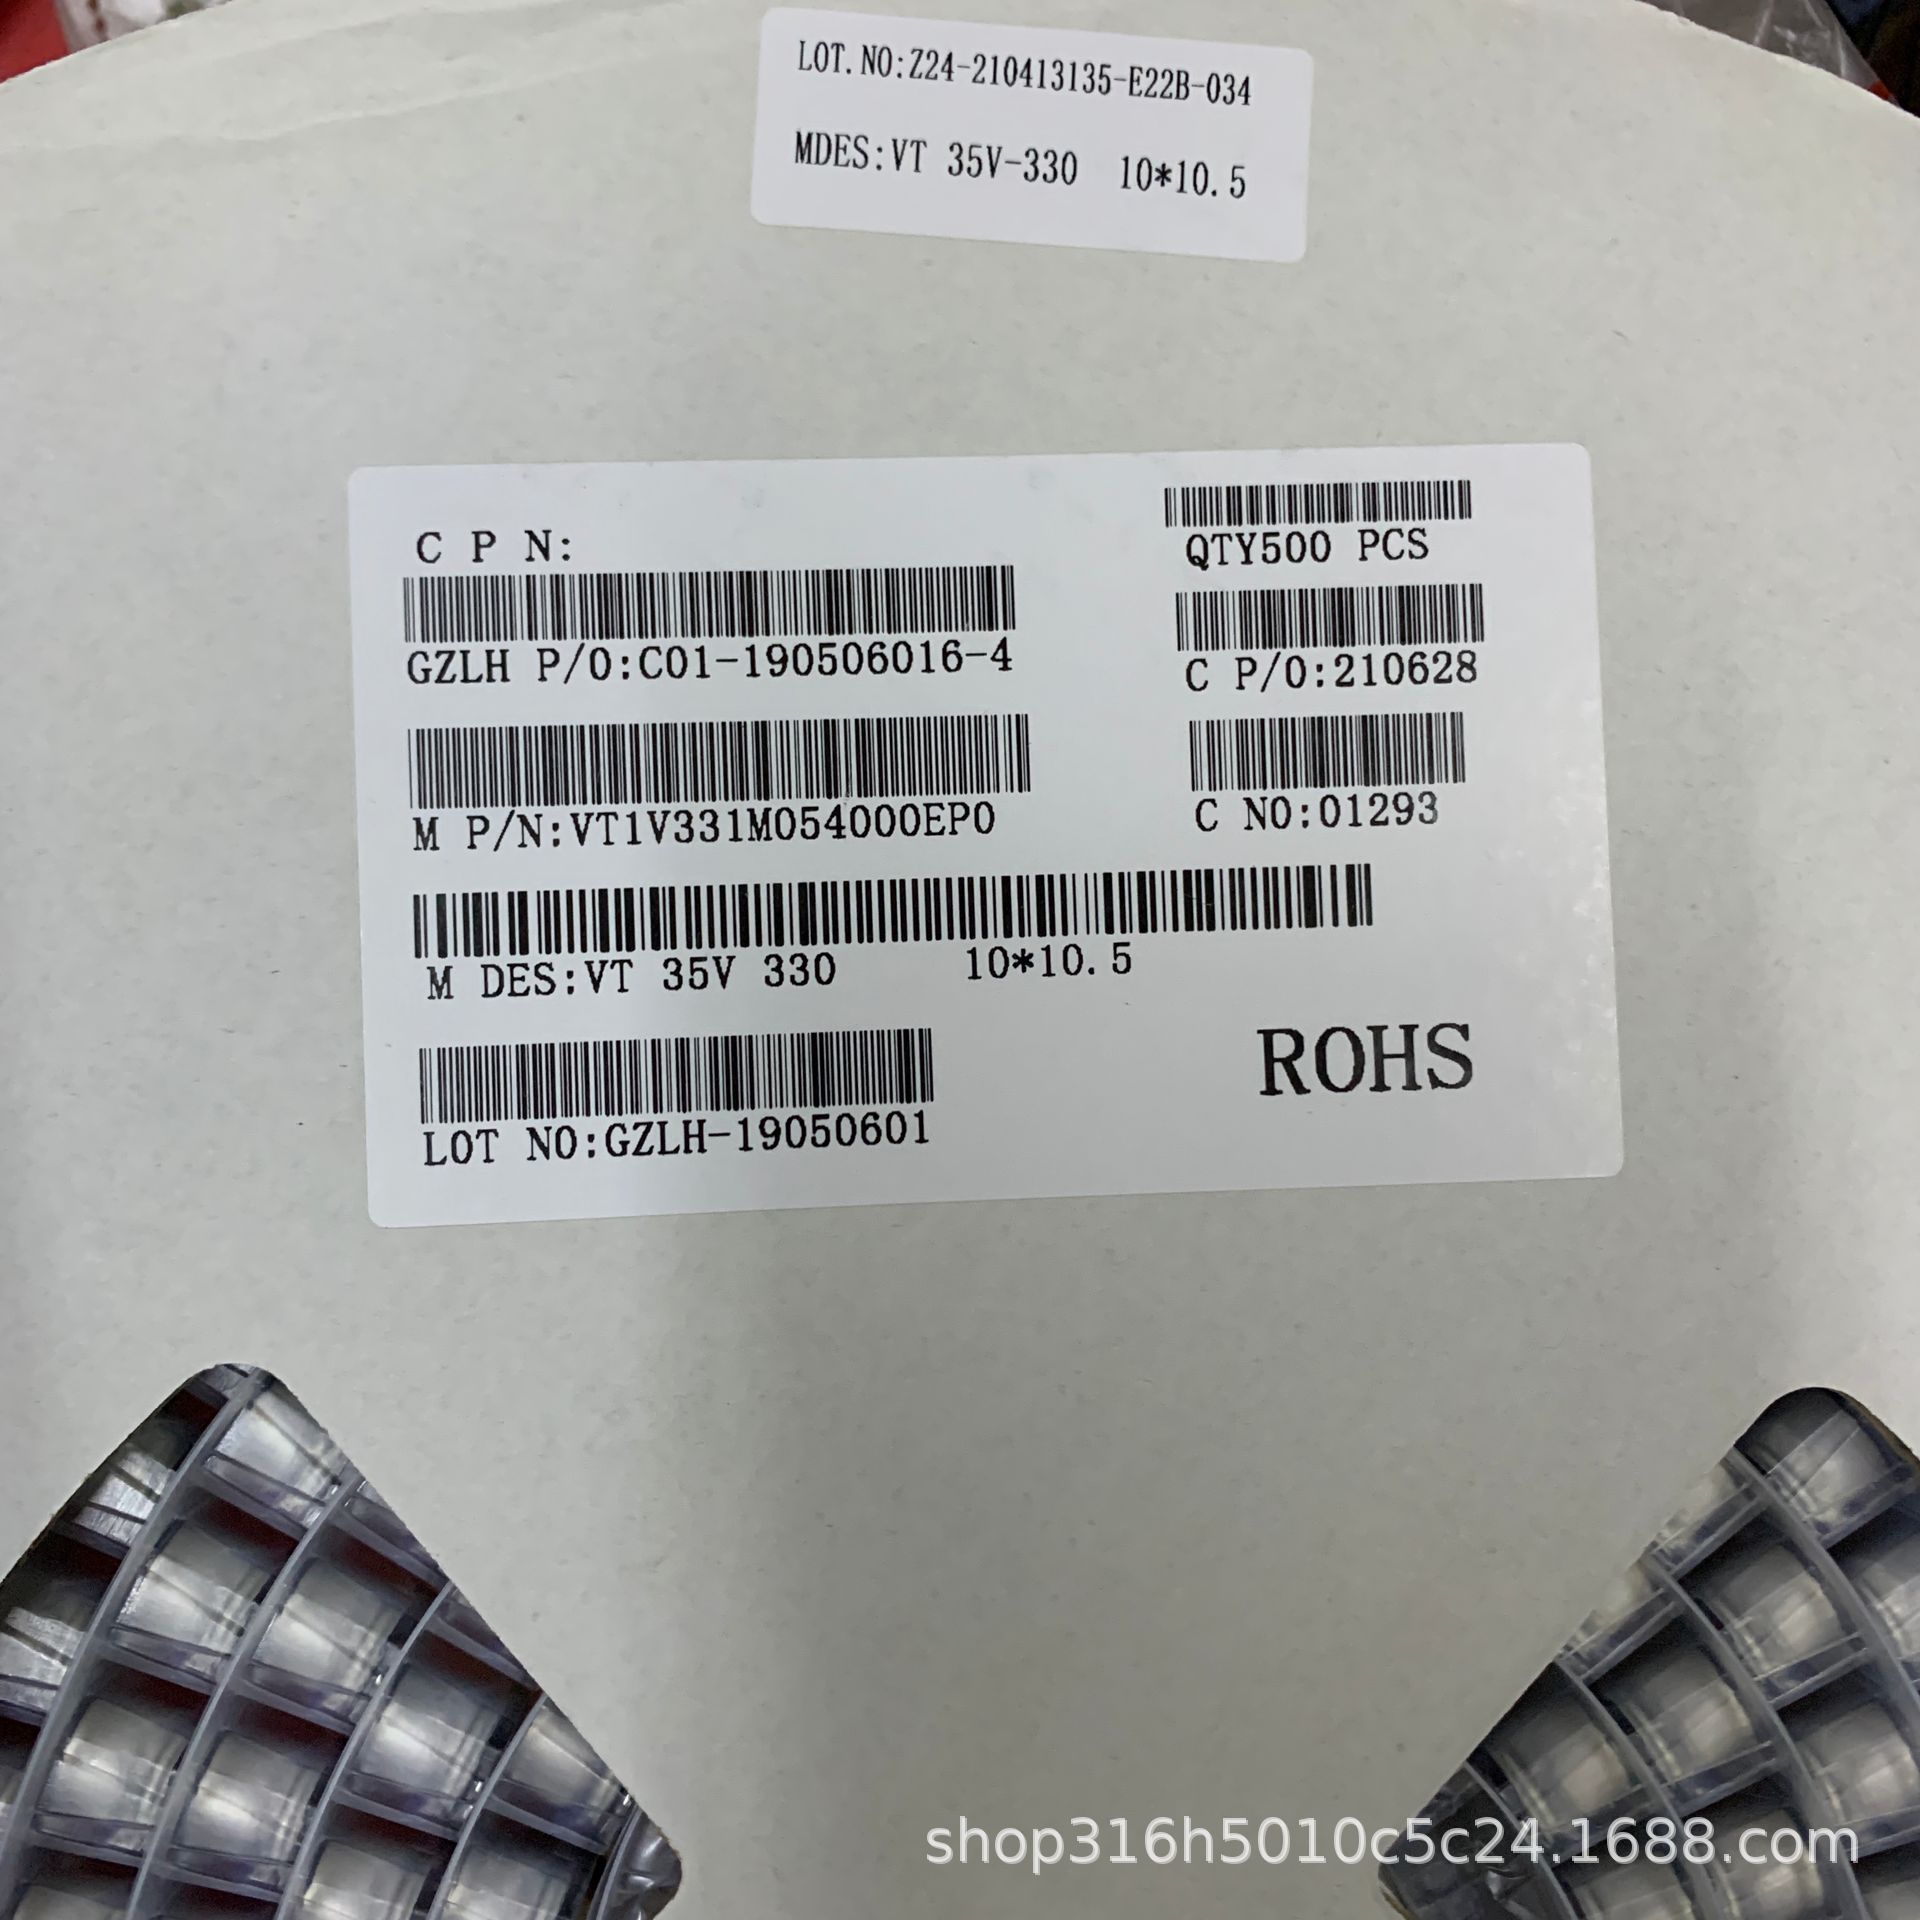 LOT.NO:Z24-210413135-E22B-034
MDES:VT 35V-330 10*10.5
C P N:
QTY500 PCS
GZLH P/O:C01-190506016-4
C P/O:210628
M P/N:VT1V331M054000EP0
C NO:01293
M DES:VT 35V 330 10*10.5
LOT NO:GZLH-19050601
ROHS
shop316h5010c5c24.1688.com